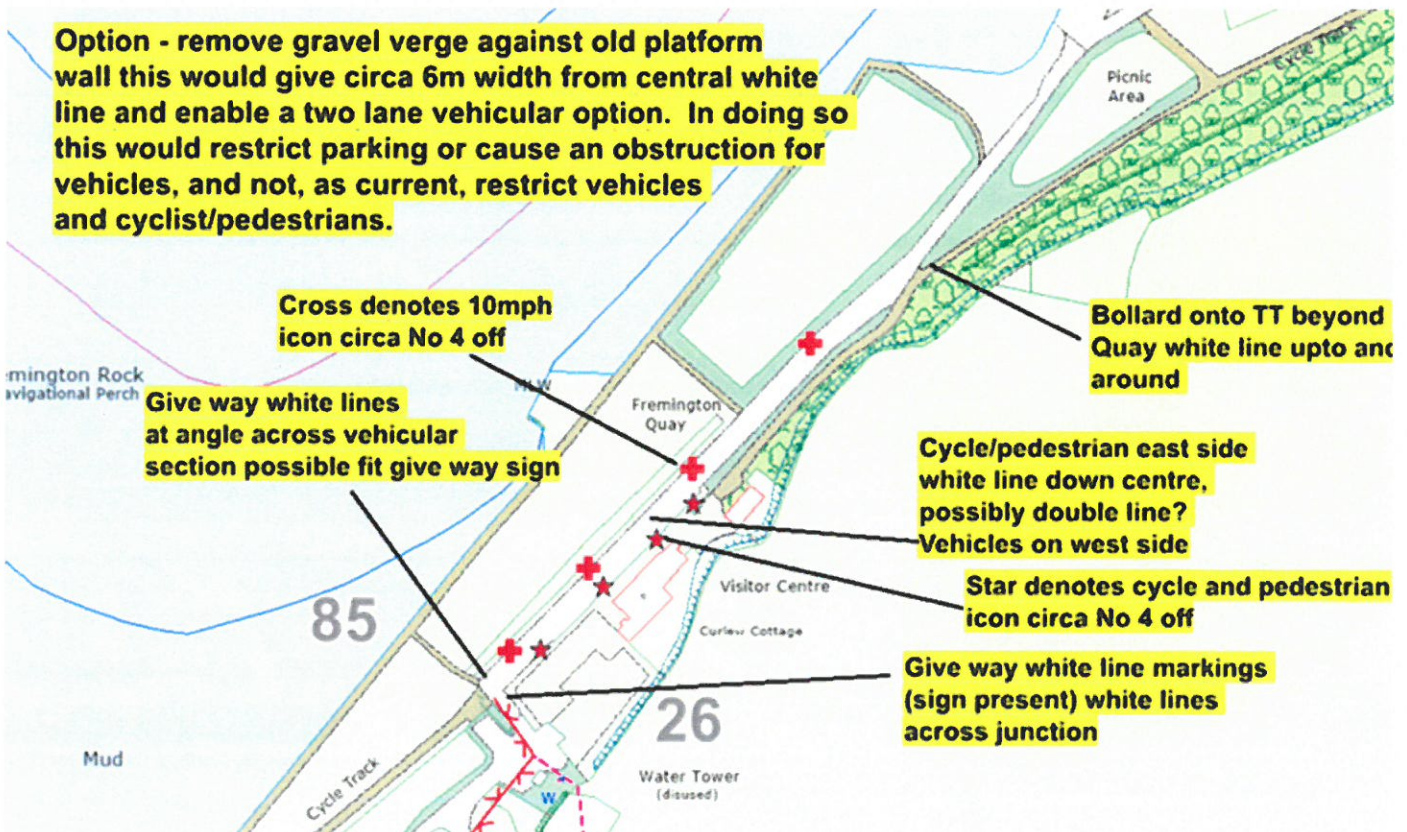 Option - remove gravel verge against old platform
wall this would give circa 6m width from central white
line and enable a two lane vehicular option. In doing so
this would restrict parking or cause an obstruction for
vehicles, and not, as current, restrict vehicles
and cyclist/pedestrians.
Cycle Track
Picnic
Area
Cross denotes 10mph
icon circa No 4 off
Bollard onto TT beyond
Quay white line upto and
around
emington Rock
avigational Perch
MLW
Give way white lines
at angle across vehicular
section possible fit give way sign
Fremington
Quay
Cycle/pedestrian east side
white line down centre,
possibly double line?
Vehicles on west side
Visitor Centre
Star denotes cycle and pedestrian
icon circa No 4 off
85
Curlew Cottage
Give way white line markings
(sign present) white lines
across junction
26
Mud
Cycle Track
Water Tower
(disused)
W